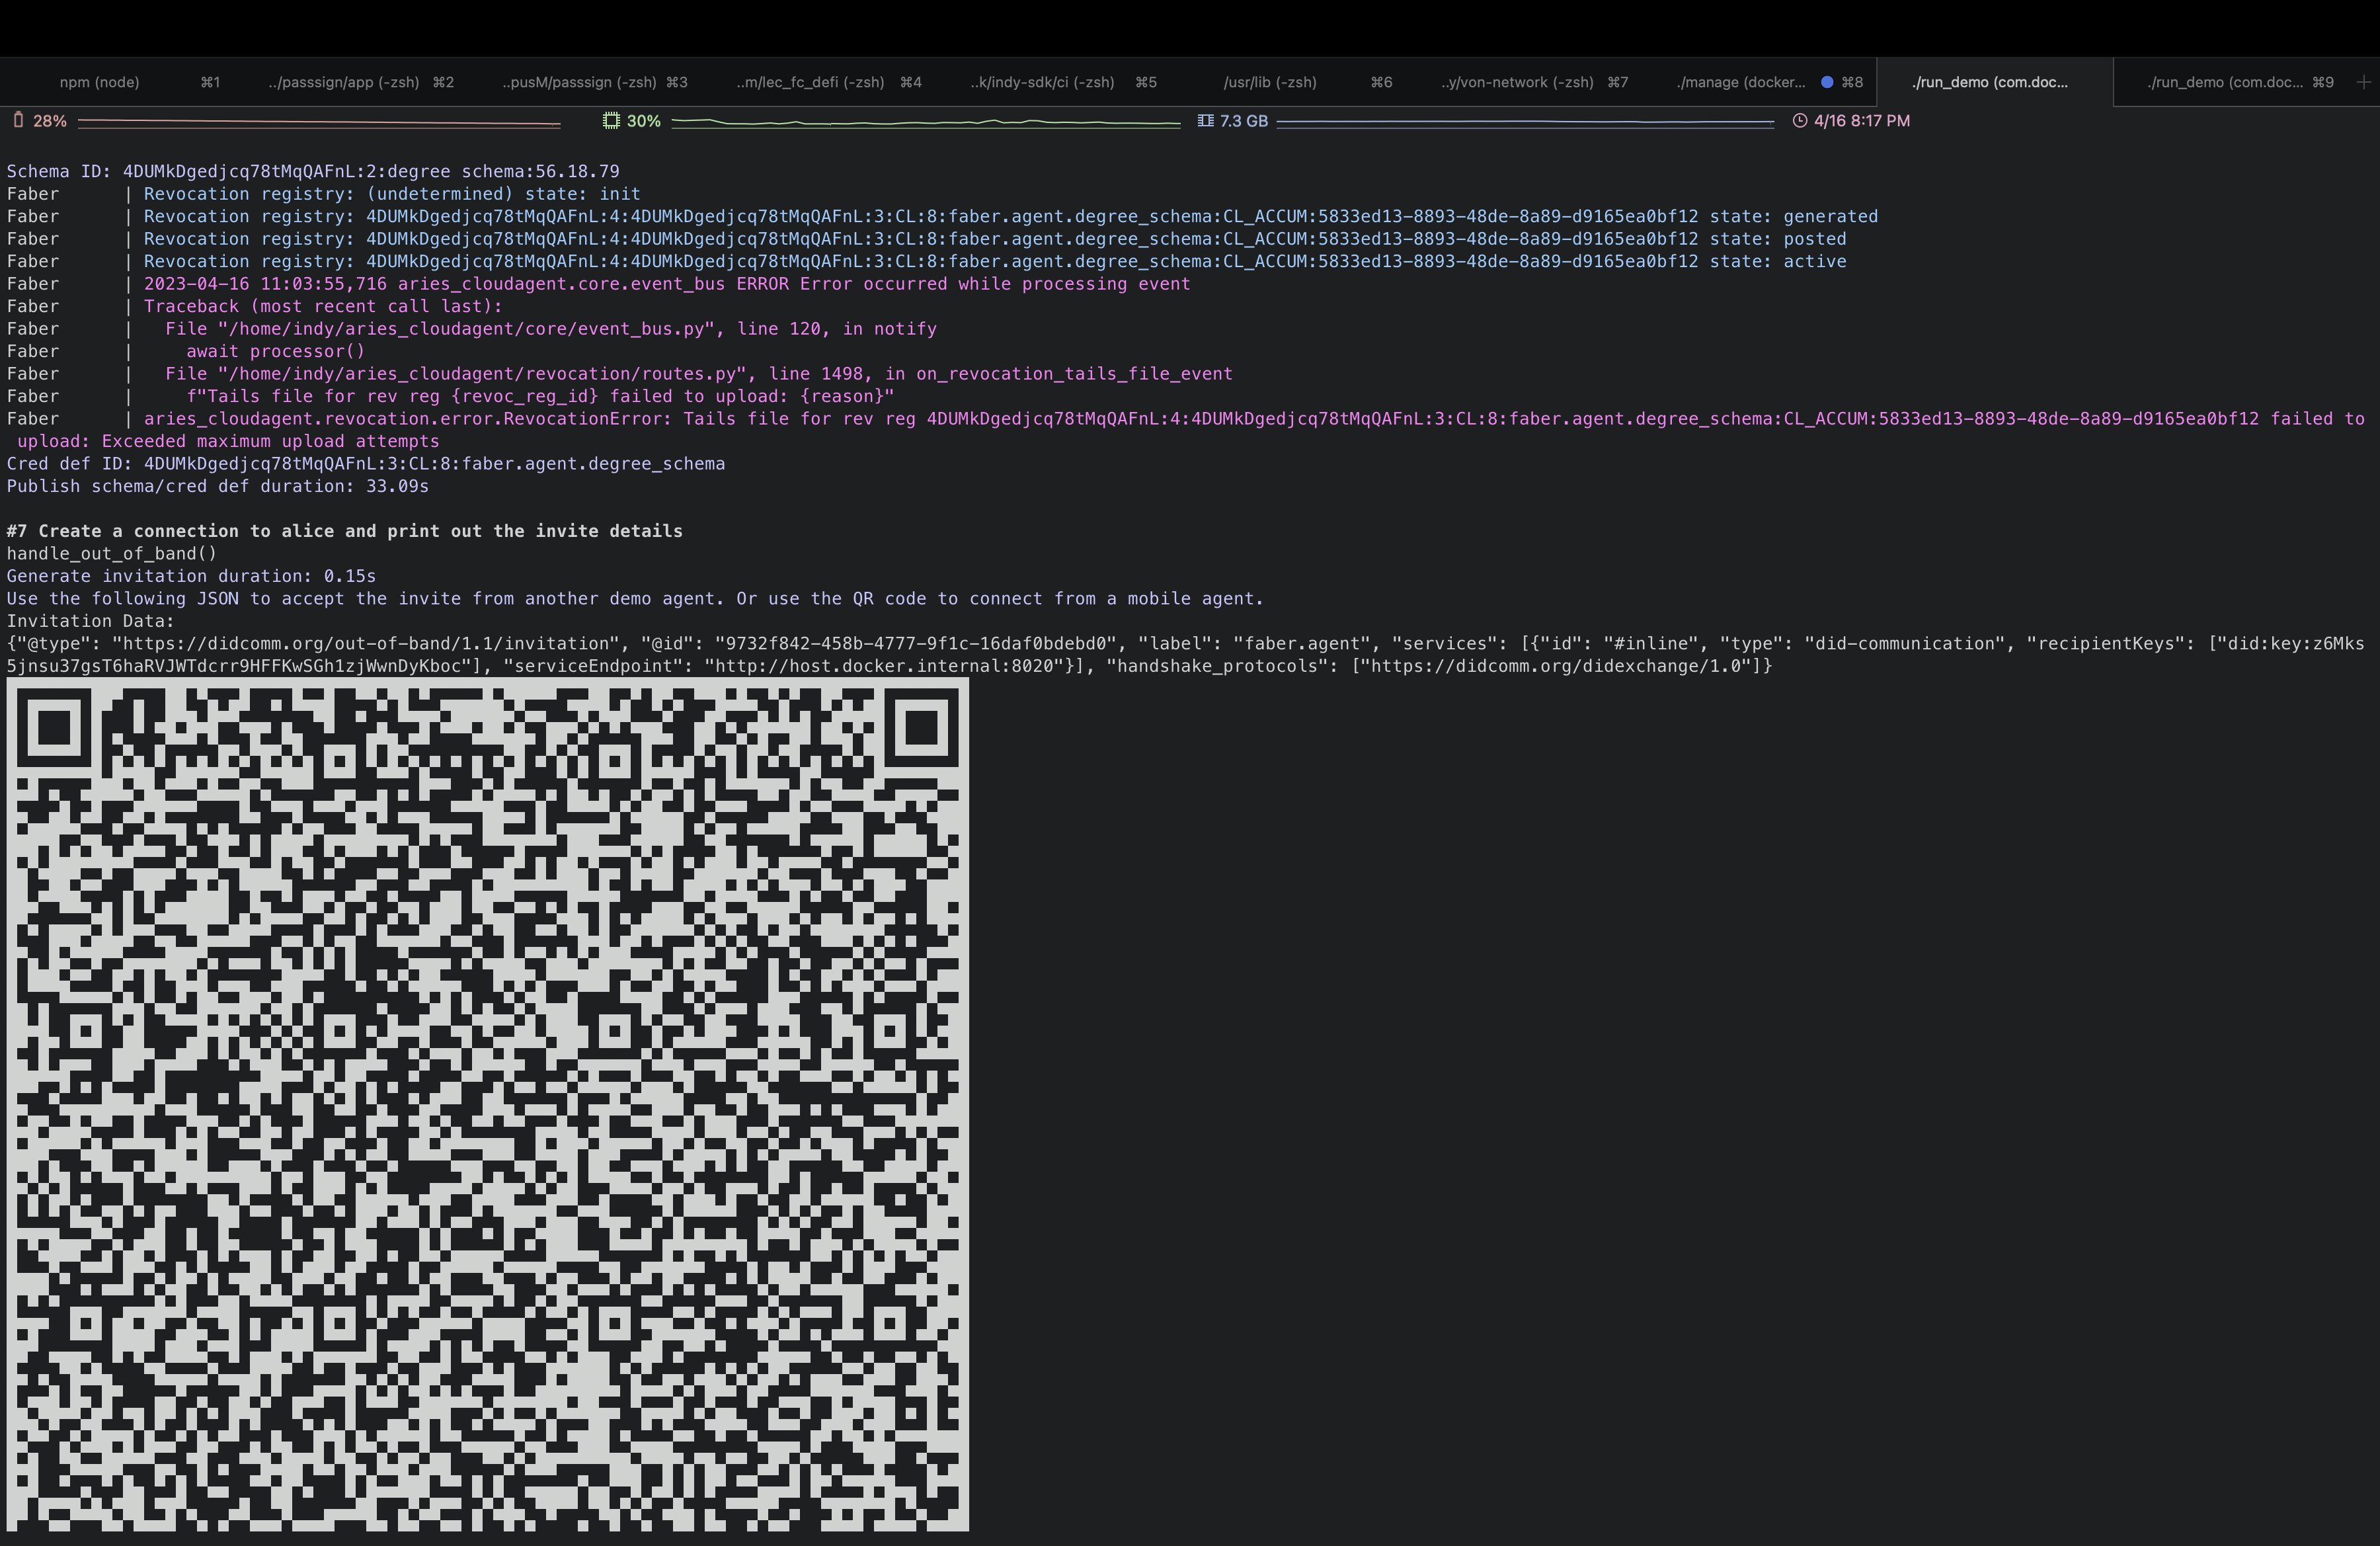 npm (node) ⌘1 ../passsign/app (-zsh) ⌘2 ..pusM/passsign (-zsh) ⌘3 ..m/lec_fc_defi (-zsh) ⌘4 ..k/indy-sdk/ci (-zsh) ⌘5 /usr/lib (-zsh) ⌘6 ..y/von-network (-zsh) ⌘7 ./manage (docker... ⌘8 ./run_demo (com.doc... ./run_demo (com.doc... ⌘9
28% 30% 7.3 GB 4/16 8:17 PM
Schema ID: 4DUMkDgedjcq78tMqQAFnL:2:degree schema:56.18.79
Faber | Revocation registry: (undetermined) state: init
Faber | Revocation registry: 4DUMkDgedjcq78tMqQAFnL:4:4DUMkDgedjcq78tMqQAFnL:3:CL:8:faber.agent.degree_schema:CL_ACCUM:5833ed13-8893-48de-8a89-d9165ea0bf12 state: generated
Faber | Revocation registry: 4DUMkDgedjcq78tMqQAFnL:4:4DUMkDgedjcq78tMqQAFnL:3:CL:8:faber.agent.degree_schema:CL_ACCUM:5833ed13-8893-48de-8a89-d9165ea0bf12 state: posted
Faber | Revocation registry: 4DUMkDgedjcq78tMqQAFnL:4:4DUMkDgedjcq78tMqQAFnL:3:CL:8:faber.agent.degree_schema:CL_ACCUM:5833ed13-8893-48de-8a89-d9165ea0bf12 state: active
Faber | 2023-04-16 11:03:55,716 aries_cloudagent.core.event_bus ERROR Error occurred while processing event
Faber | Traceback (most recent call last):
Faber |   File "/home/indy/aries_cloudagent/core/event_bus.py", line 120, in notify
Faber |     await processor()
Faber |   File "/home/indy/aries_cloudagent/revocation/routes.py", line 1498, in on_revocation_tails_file_event
Faber |     f"Tails file for rev reg {revoc_reg_id} failed to upload: {reason}"
Faber | aries_cloudagent.revocation.error.RevocationError: Tails file for rev reg 4DUMkDgedjcq78tMqQAFnL:4:4DUMkDgedjcq78tMqQAFnL:3:CL:8:faber.agent.degree_schema:CL_ACCUM:5833ed13-8893-48de-8a89-d9165ea0bf12 failed to
upload: Exceeded maximum upload attempts
Cred def ID: 4DUMkDgedjcq78tMqQAFnL:3:CL:8:faber.agent.degree_schema
Publish schema/cred def duration: 33.09s
#7 Create a connection to alice and print out the invite details
handle_out_of_band()
Generate invitation duration: 0.15s
Use the following JSON to accept the invite from another demo agent. Or use the QR code to connect from a mobile agent.
Invitation Data:
{"@type": "https://didcomm.org/out-of-band/1.1/invitation", "@id": "9732f842-458b-4777-9f1c-16daf0bdebd0", "label": "faber.agent", "services": [{"id": "#inline", "type": "did-communication", "recipientKeys": ["did:key:z6Mks
5jnsu37gsT6haRVJWTdcrr9HFFKwSGh1zjWwnDyKboc"], "serviceEndpoint": "http://host.docker.internal:8020"}], "handshake_protocols": ["https://didcomm.org/didexchange/1.0"]}